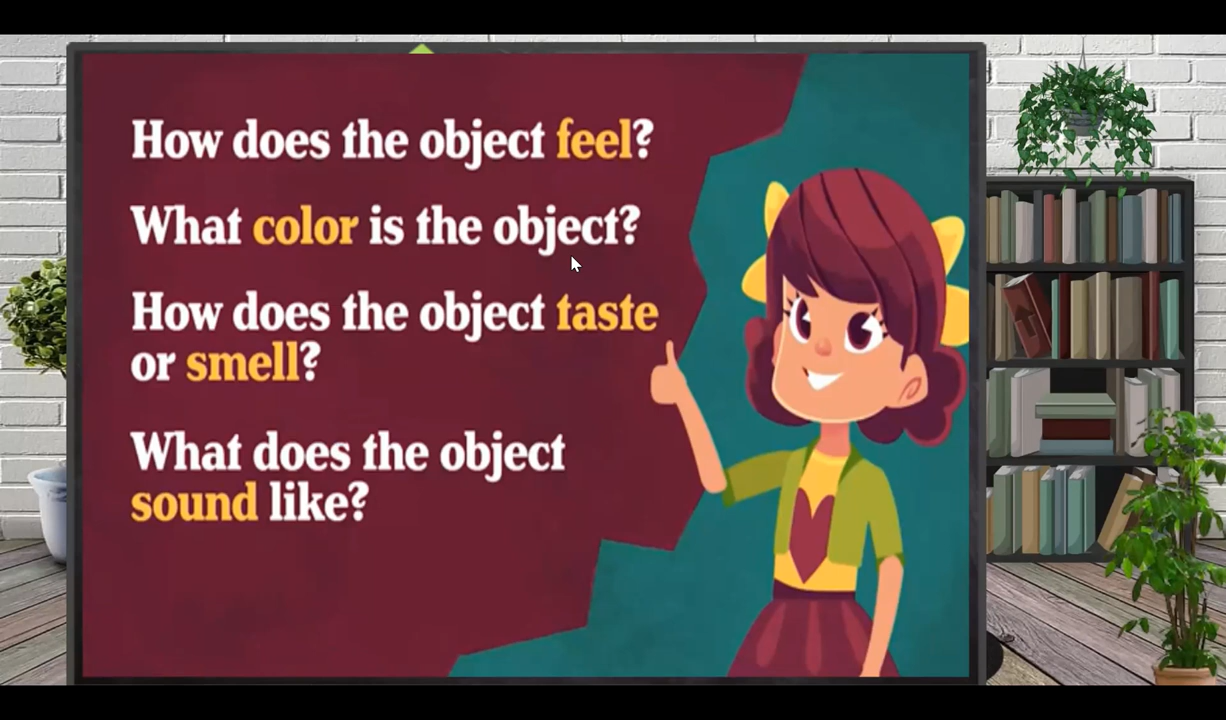 How does the object feel?
What color is the object?
How does the object taste
or smell?
What does the object
sound like?